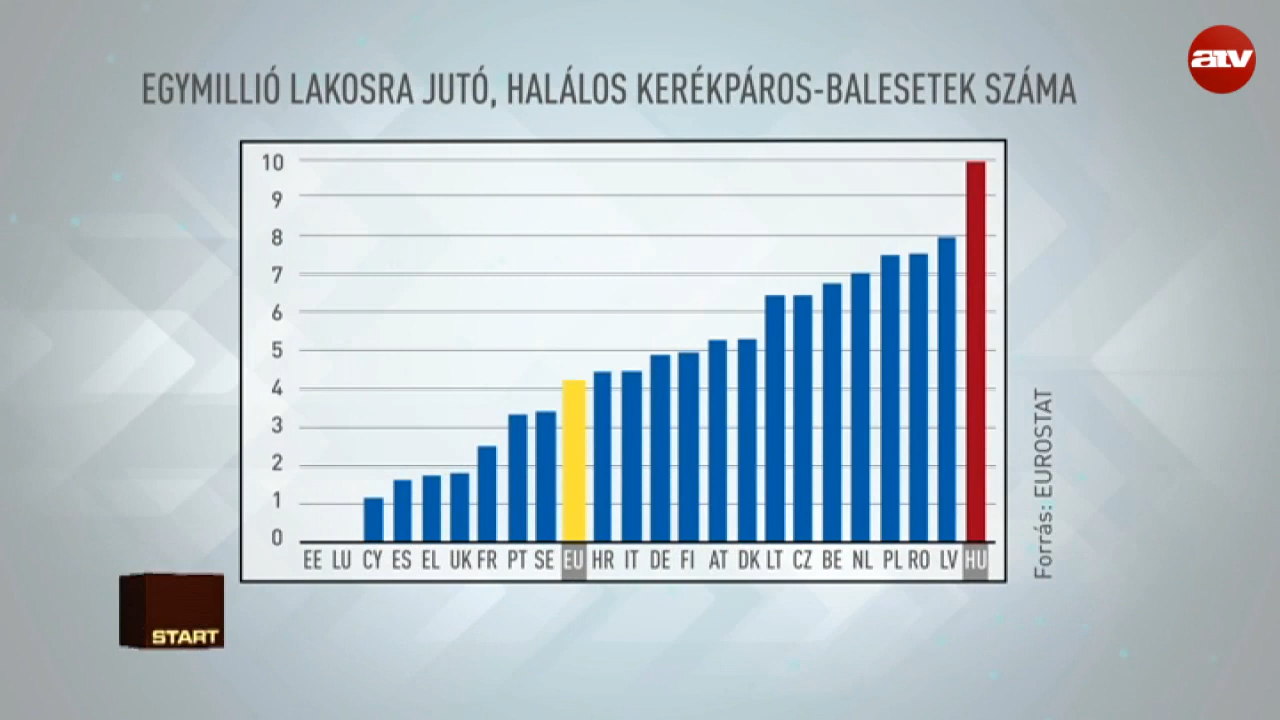 atv
EGYMILLIÓ LAKOSRA JUTÓ, HALÁLOS KERÉKPÁROS-BALESETEK SZÁMA
10
9
8
7
6
5
4
3
2
1
0
EE LU CY ES EL UK FR PT SE EU HR IT DE FI AT DK LT CZ BE NL PL RO LV HU
Forrás: EUROSTAT
START